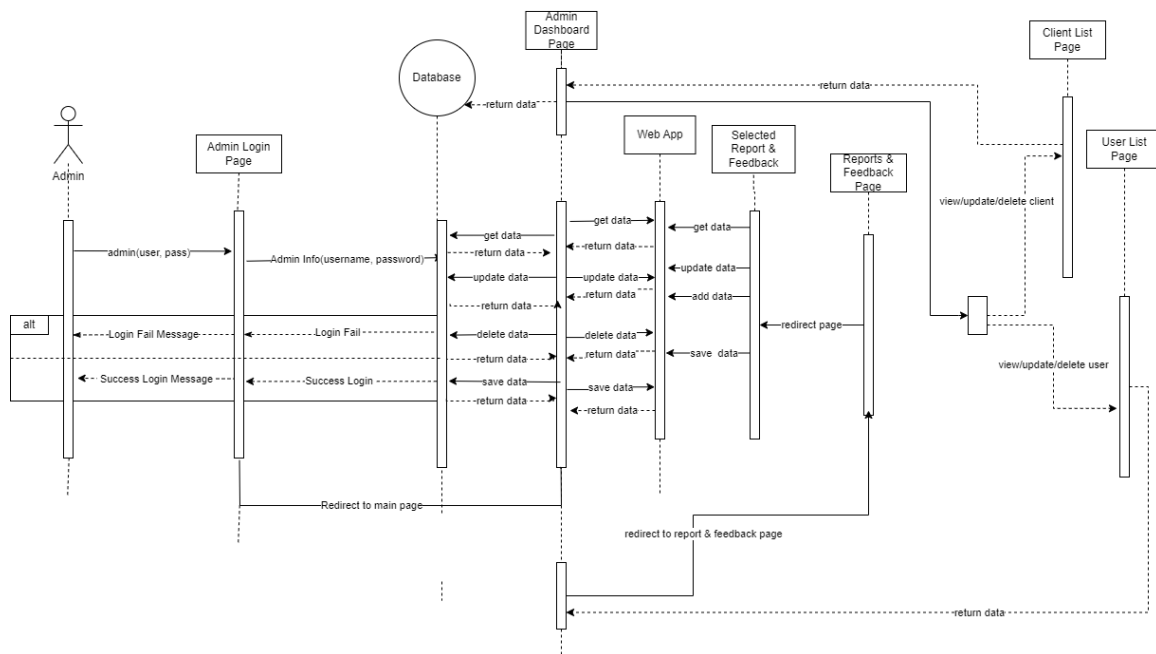 Admin
Dashboard
Page
Client List
Page
Database
return data
return data
Admin Login
Page
Web App
Selected
Report &
Feedback
Reports &
Feedback
Page
User List
Page
Admin
view/update/delete client
get data
get data
get data
admin(user, pass)
return data
return data
Admin Info(username, password)
update data
update data
update data
return data
add data
return data
alt
Login Fail Message
Login Fail
delete data
delete data
redirect page
return data
return data
save data
view/update/delete user
Success Login Message
Success Login
save data
save data
return data
return data
Redirect to main page
redirect to report & feedback page
return data